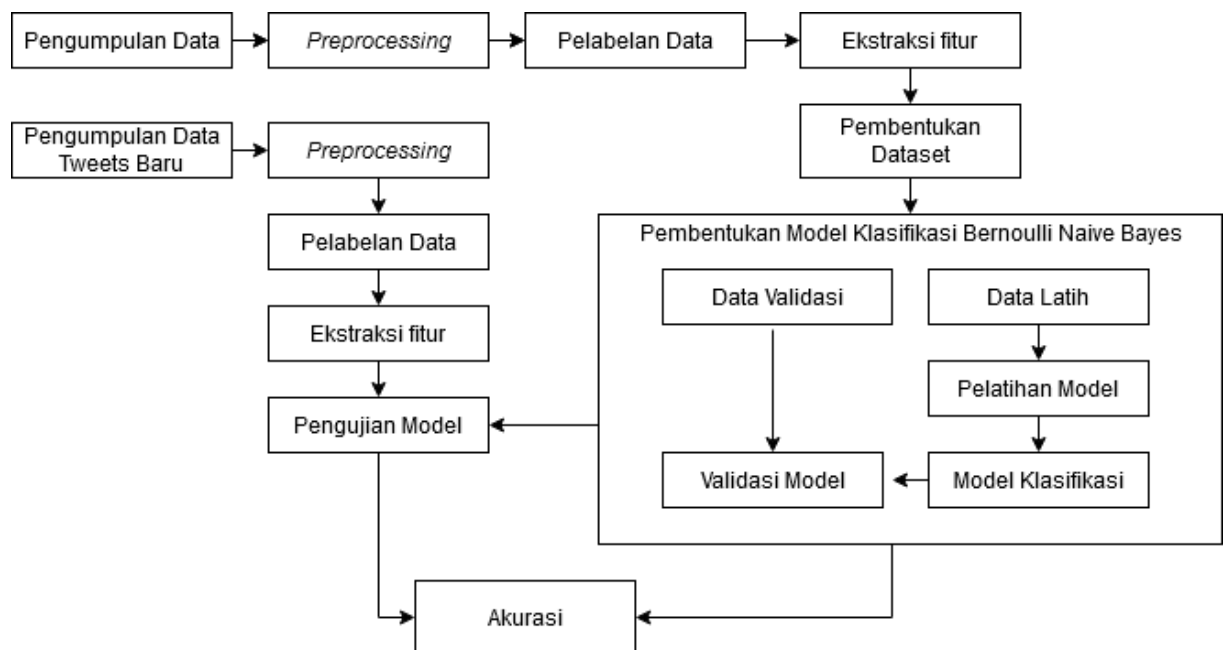 Pengumpulan Data
Preprocessing
Pelabelan Data
Ekstraksi fitur
Pengumpulan Data
Tweets Baru
Preprocessing
Pembentukan
Dataset
Pelabelan Data
Pembentukan Model Klasifikasi Bernoulli Naive Bayes
Data Validasi
Data Latih
Ekstraksi fitur
Pelatihan Model
Pengujian Model
Validasi Model
Model Klasifikasi
Akurasi